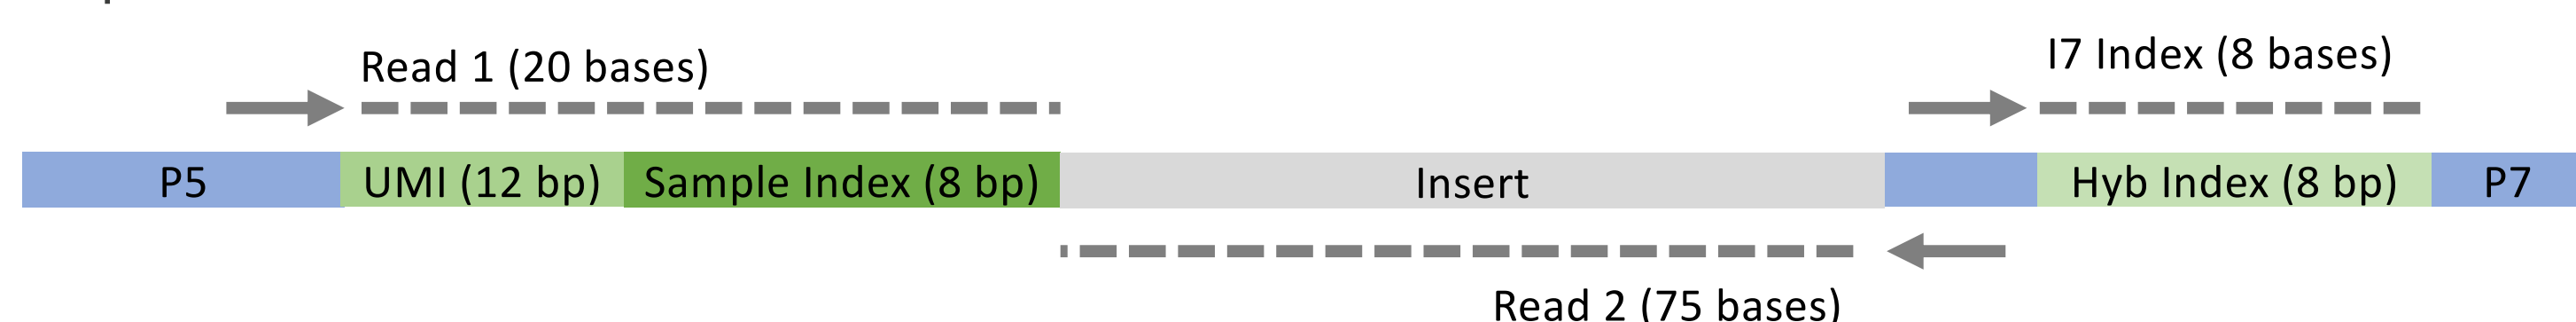 Read 1 (20 bases)
I7 Index (8 bases)
P5
UMI (12 bp)
Sample Index (8 bp)
Insert
Hyb Index (8 bp)
P7
Read 2 (75 bases)